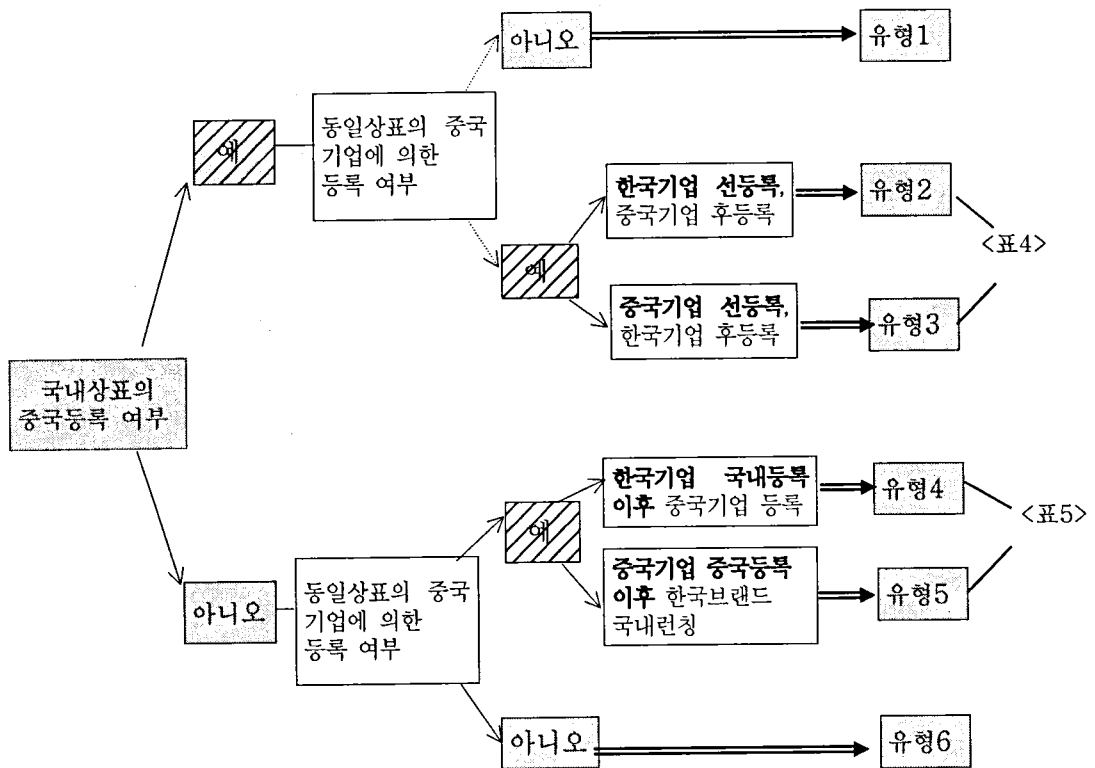 아니오
유형1
예
동일상표의 중국
기업에 의한
등록 여부
한국기업 선등록,
중국기업 후등록
유형2
<표4>
예
중국기업 선등록,
한국기업 후등록
유형3
국내상표의
중국등록 여부
한국기업 국내등록
이후 중국기업 등록
유형4
<표5>
예
중국기업 중국등록
이후 한국브랜드
국내런칭
유형5
아니오
동일상표의 중국
기업에 의한
등록 여부
아니오
유형6